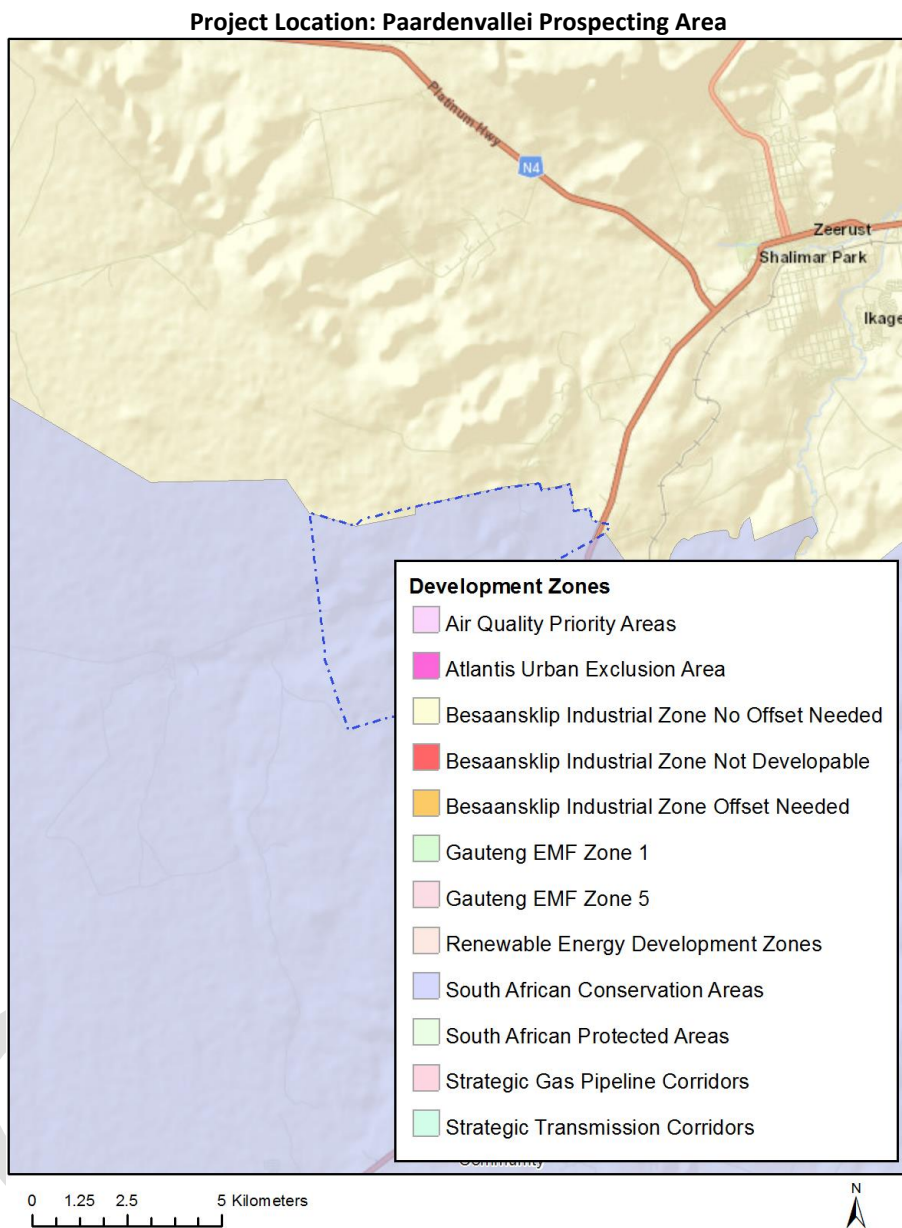 Project Location: Paardenvallei Prospecting Area
Platinum Hwy
N4
Zeerust
Shalimar Park
Ikage
Development Zones
Air Quality Priority Areas
Atlantis Urban Exclusion Area
Besaansklip Industrial Zone No Offset Needed
Besaansklip Industrial Zone Not Developable
Besaansklip Industrial Zone Offset Needed
Gauteng EMF Zone 1
Gauteng EMF Zone 5
Renewable Energy Development Zones
South African Conservation Areas
South African Protected Areas
Strategic Gas Pipeline Corridors
Strategic Transmission Corridors
Community
0 1.25 2.5 5 Kilometers
N